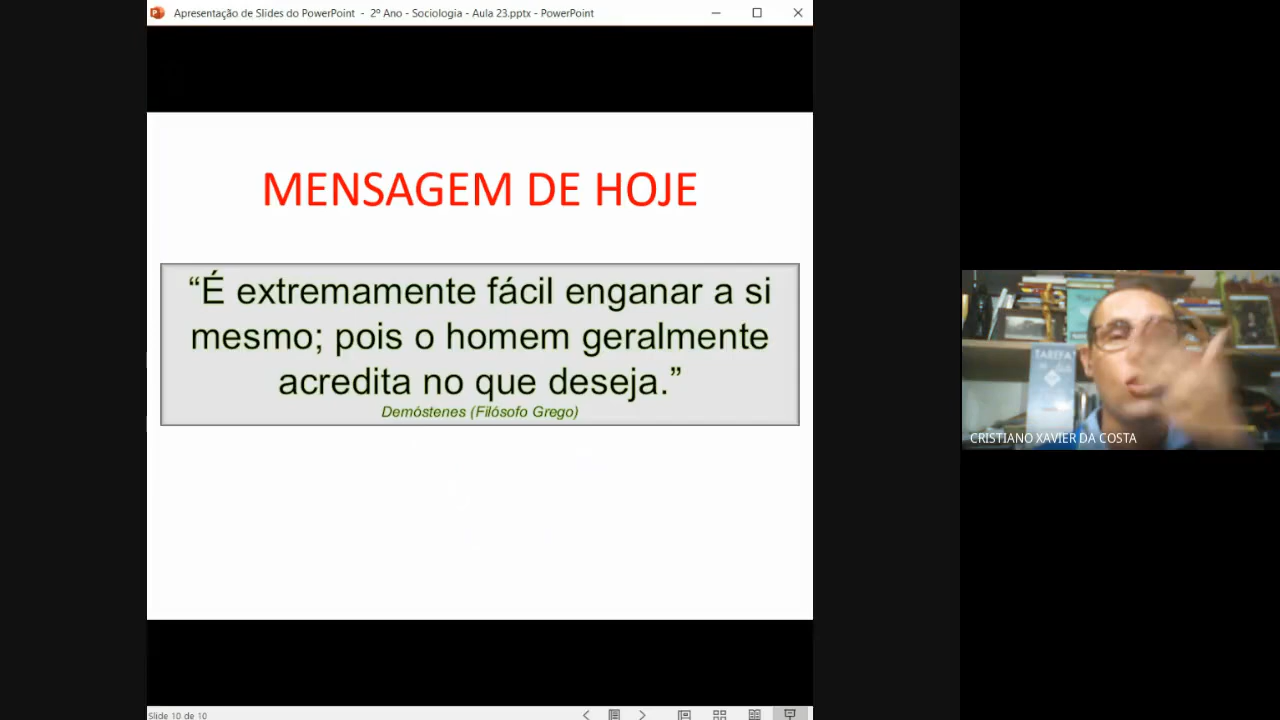 Apresentação de Slides do PowerPoint - 2º Ano - Sociologia - Aula 23.pptx - PowerPoint
MENSAGEM DE HOJE
“É extremamente fácil enganar a si
mesmo; pois o homem geralmente
acredita no que deseja.”
Demóstenes (Filósofo Grego)
TAREFA
CRISTIANO XAVIER DA COSTA
Slide 10 de 10